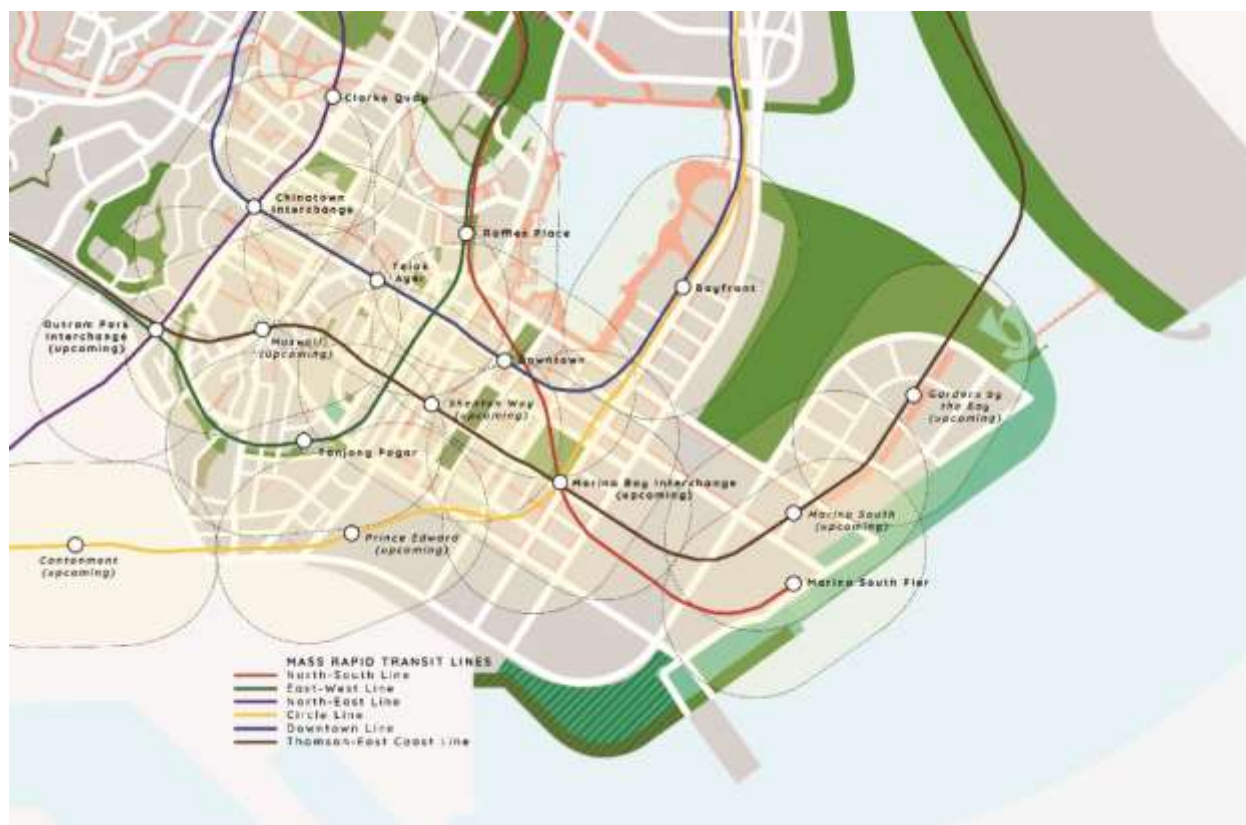 Clarke Quay
Chinatown
Interchange
Raffles Place
Telok
Ayer
Bayfront
Outram Park
Interchange
(upcoming)
Maxwell
(upcoming)
Downtown
Shenton Way
(upcoming)
Gardens by
the Bay
(upcoming)
Tanjong Pagar
Marina Bay Interchange
(upcoming)
Marina South
(upcoming)
Prince Edward
(upcoming)
Cantonment
(upcoming)
Marina South Pier
MASS RAPID TRANSIT LINES
North-South Line
East-West Line
North-East Line
Circle Line
Downtown Line
Thomson-East Coast Line